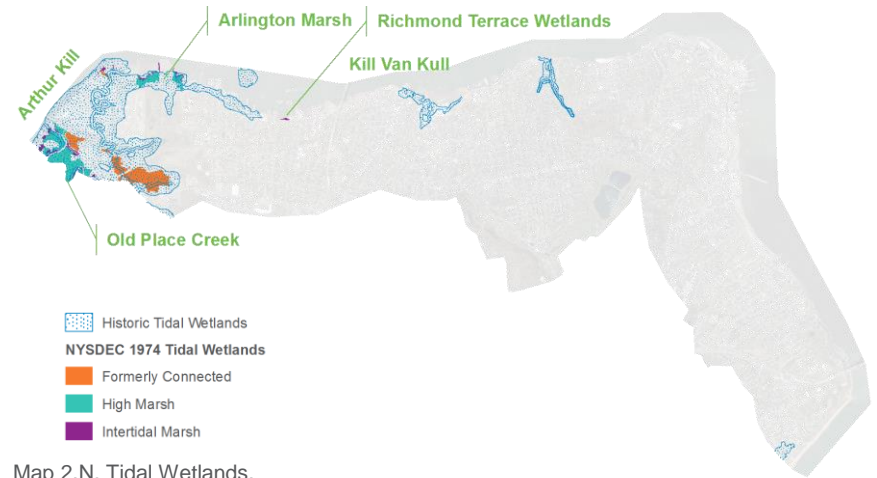 Arlington Marsh
Richmond Terrace Wetlands
Kill Van Kull
Arthur Kill
Old Place Creek
Historic Tidal Wetlands
NYSDEC 1974 Tidal Wetlands
Formerly Connected
High Marsh
Intertidal Marsh
Map 2.N. Tidal Wetlands.